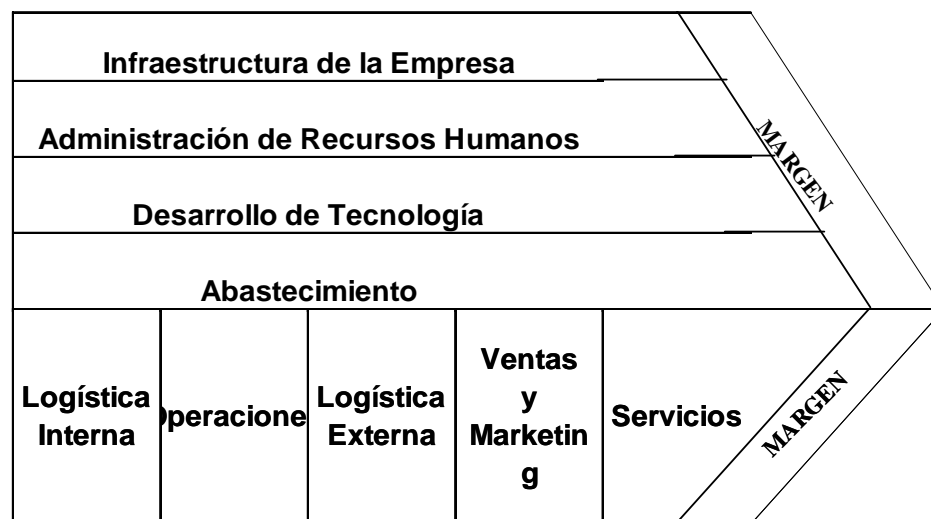 Infraestructura de la Empresa
Administración de Recursos Humanos
Desarrollo de Tecnología
Abastecimiento
MARGEN
Logística
Interna
peracione
Logística
Externa
Ventas
y
Marketin
g
Servicios
MARGEN